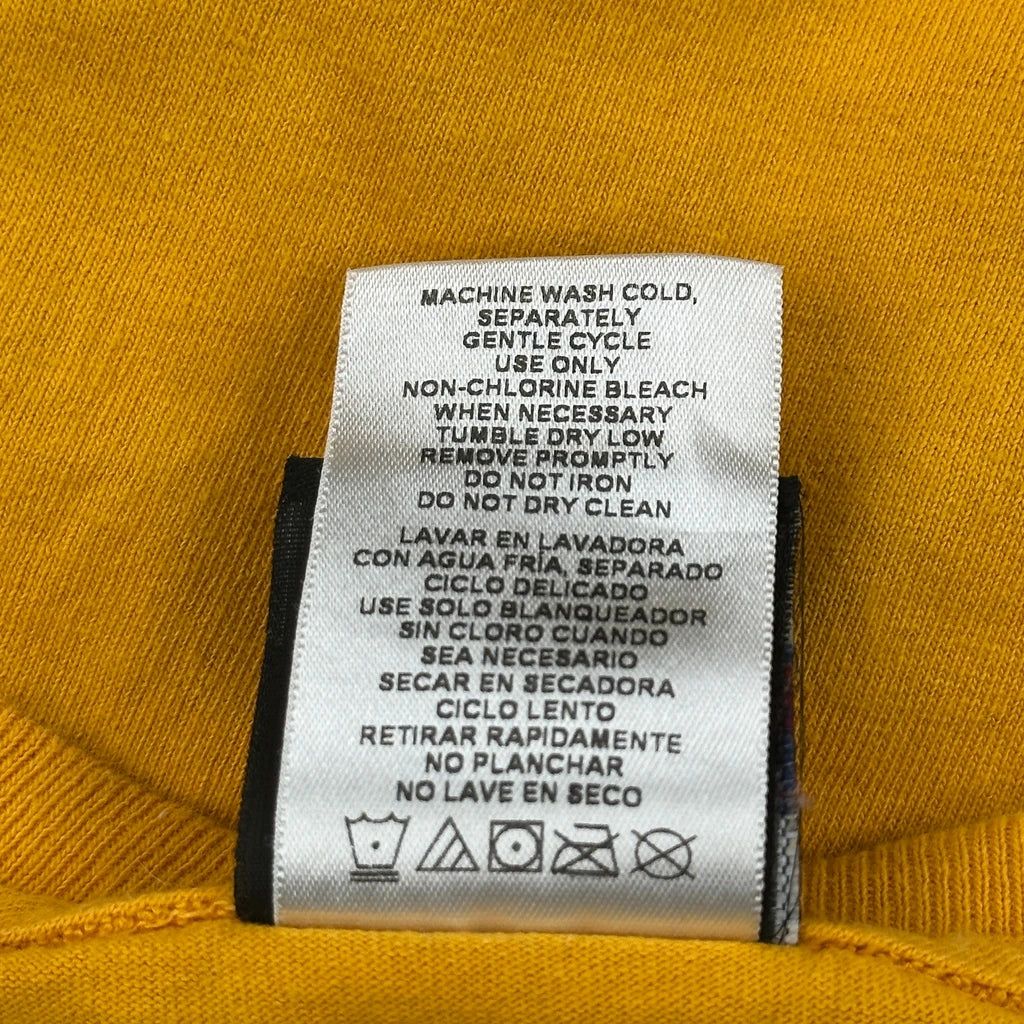 MACHINE WASH COLD,
SEPARATELY
GENTLE CYCLE
USE ONLY
NON-CHLORINE BLEACH
WHEN NECESSARY
TUMBLE DRY LOW
REMOVE PROMPTLY
DO NOT IRON
DO NOT DRY CLEAN
LAVAR EN LAVADORA
CON AGUA FRÍA, SEPARADO
CICLO DELICADO
USE SOLO BLANQUEADOR
SIN CLORO CUANDO
SEA NECESARIO
SECAR EN SECADORA
CICLO LENTO
RETIRAR RAPIDAMENTE
NO PLANCHAR
NO LAVE EN SECO